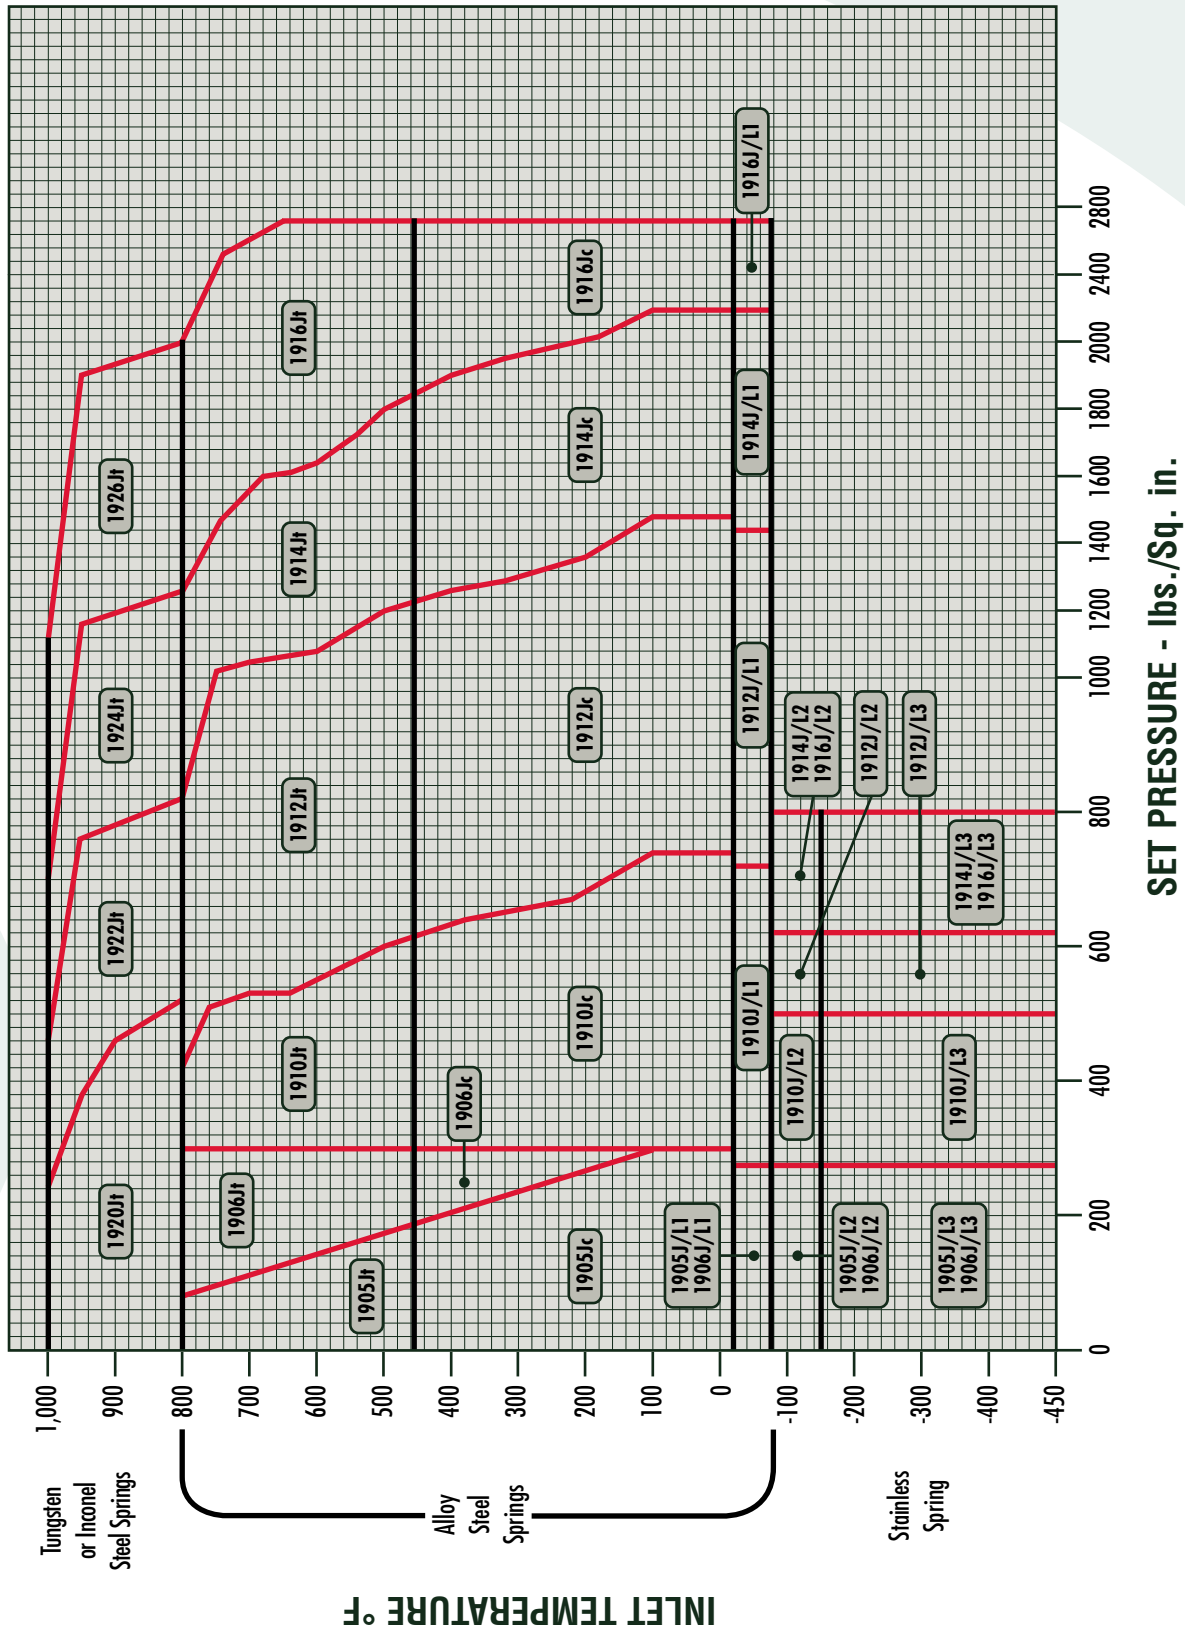 INLET TEMPERATURE °F
Tungsten
or Inconel
Steel Springs
Alloy
Steel
Springs
Stainless
Spring
1,000
900
800
700
600
500
400
300
200
100
0
-100
-200
-300
-400
-450
1920Jt
1922Jt
1924Jt
1926Jt
1905Jt
1906Jt
1910Jt
1912Jt
1914Jt
1916Jt
1905Jc
1906Jc
1910Jc
1912Jc
1914Jc
1916Jc
1905J/L1
1906J/L1
1910J/L1
1912J/L1
1914J/L1
1916J/L1
1905J/L2
1906J/L2
1910J/L2
1914J/L2
1916J/L2
1912J/L2
1912J/L3
1905J/L3
1906J/L3
1910J/L3
1914J/L3
1916J/L3
0
200
400
600
800
1000
1200
1400
1600
1800
2000
2400
2800
SET PRESSURE - lbs./Sq. in.